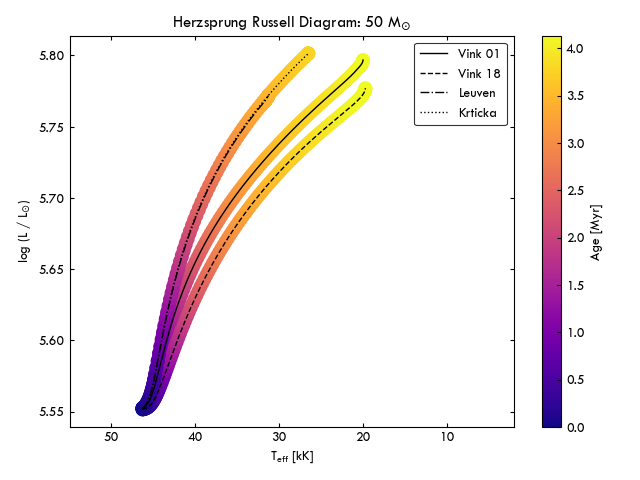 Herzsprung Russell Diagram: 50 M☉
5.80
5.75
5.70
5.65
5.60
5.55
log (L / L☉)
50
40
30
20
10
Teff [kK]
Vink 01
Vink 18
Leuven
Krticka
4.0
3.5
3.0
2.5
2.0
1.5
1.0
0.5
0.0
Age [Myr]